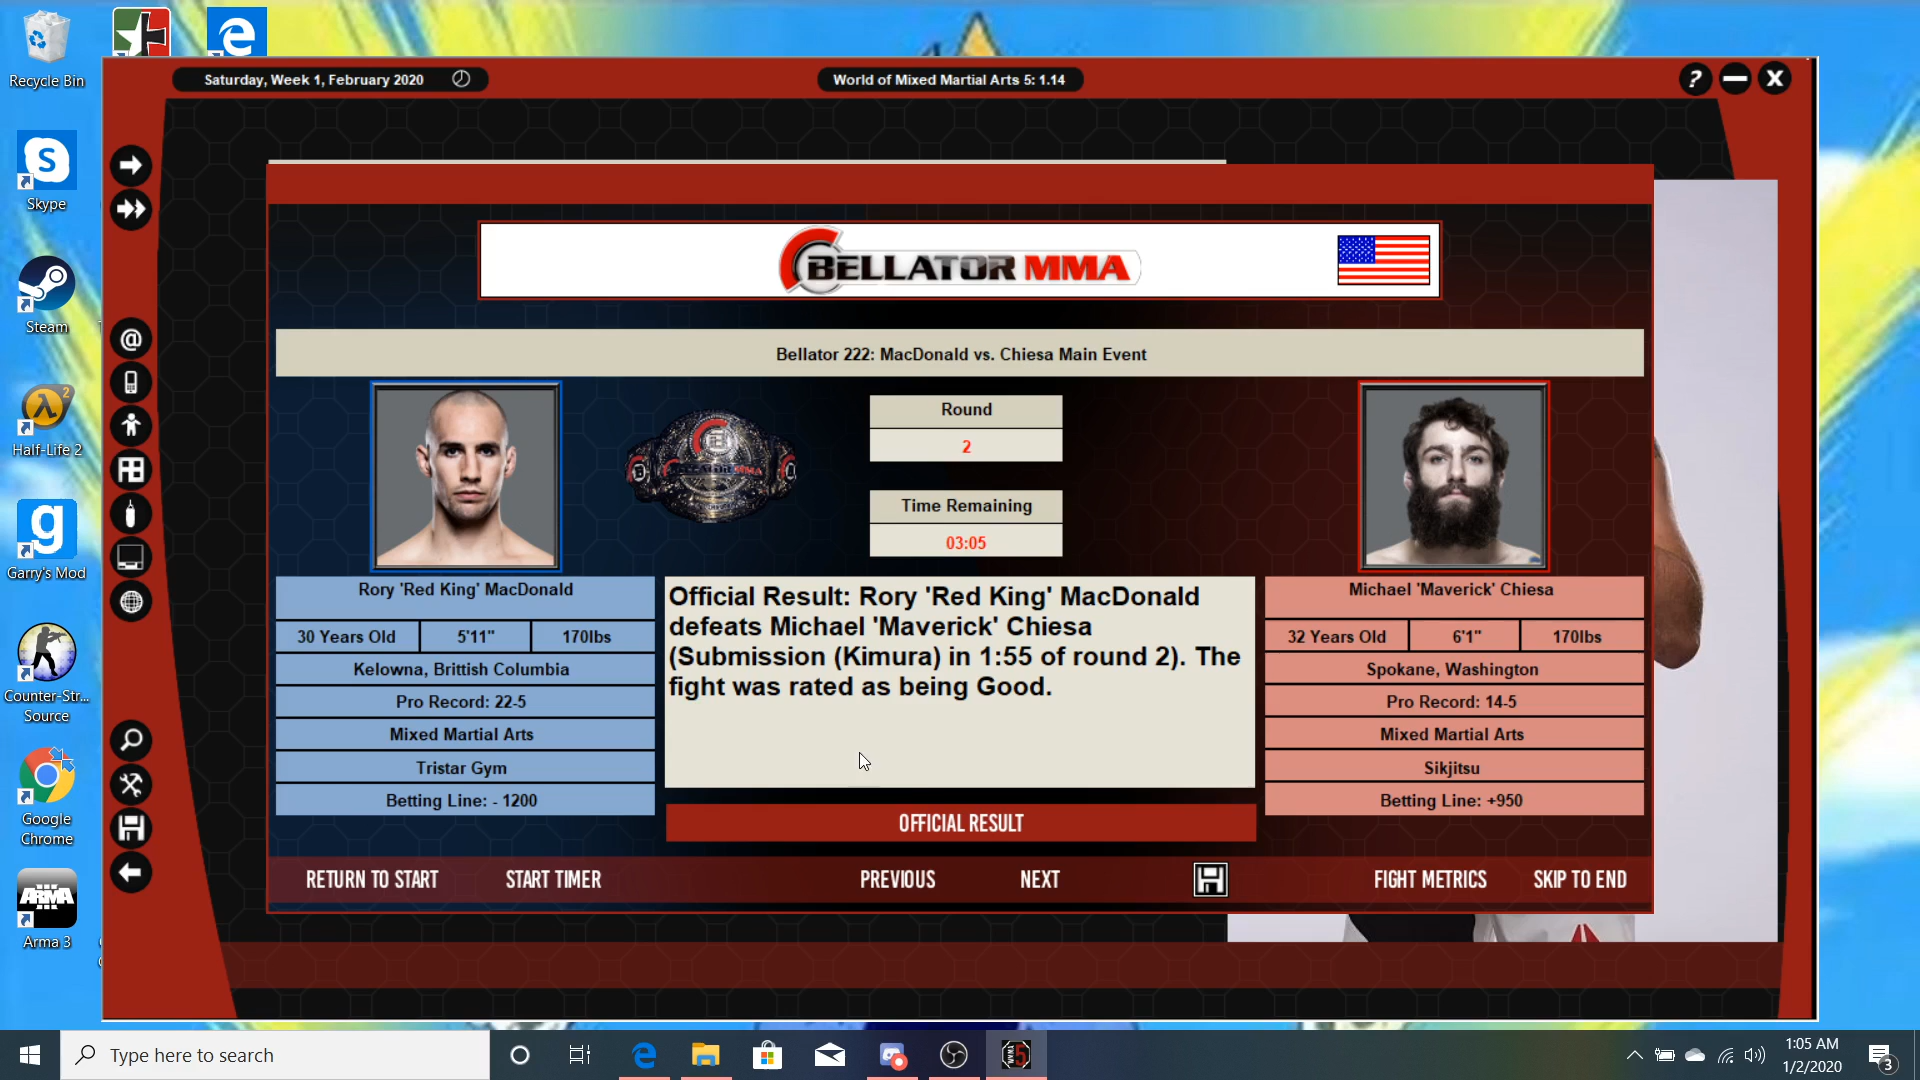 Recycle Bin
Skype
Steam
Half-Life 2
Garry's Mod
Counter-Str...
Source
Google
Chrome
ARMA
Arma 3
Saturday, Week 1, February 2020
World of Mixed Martial Arts 5: 1.14
BELLATOR MMA
Bellator 222: MacDonald vs. Chiesa Main Event
Round
2
Time Remaining
03:05
Rory 'Red King' MacDonald
30 Years Old
5'11"
170lbs
Kelowna, Brittish Columbia
Pro Record: 22-5
Mixed Martial Arts
Tristar Gym
Betting Line: - 1200
Official Result: Rory 'Red King' MacDonald
defeats Michael 'Maverick' Chiesa
(Submission (Kimura) in 1:55 of round 2). The
fight was rated as being Good.
Michael 'Maverick' Chiesa
32 Years Old
6'1"
170lbs
Spokane, Washington
Pro Record: 14-5
Mixed Martial Arts
Sikjitsu
Betting Line: +950
OFFICIAL RESULT
RETURN TO START
START TIMER
PREVIOUS
NEXT
FIGHT METRICS
SKIP TO END
Type here to search
1:05 AM
1/2/2020
3